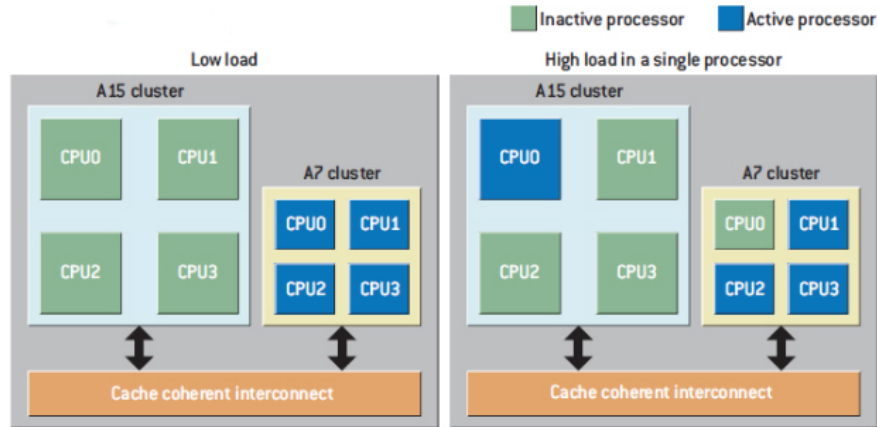 Inactive processor
Active processor
Low load
High load in a single processor
A15 cluster
CPU0
CPU1
CPU2
CPU3
A7 cluster
CPU0
CPU1
CPU2
CPU3
Cache coherent interconnect
A15 cluster
CPU0
CPU1
CPU2
CPU3
A7 cluster
CPU0
CPU1
CPU2
CPU3
Cache coherent interconnect